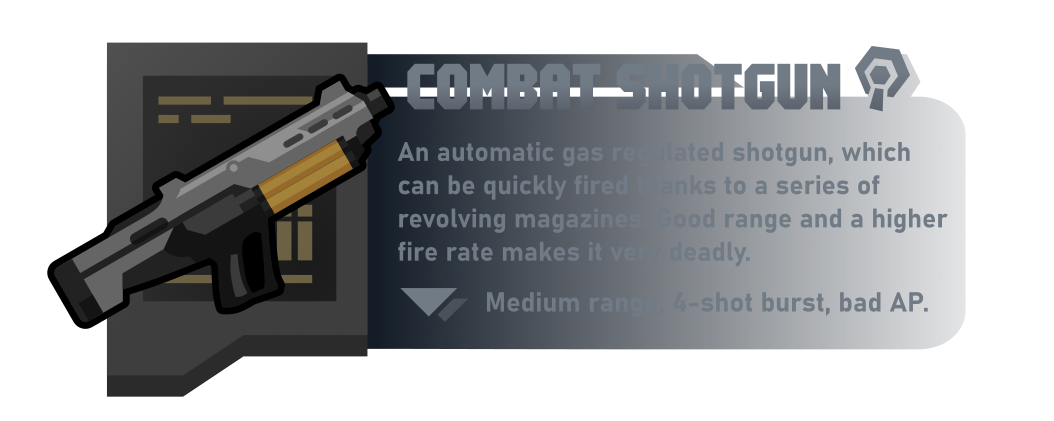 COMBAT SHOTGUN
An automatic gas regulated shotgun, which
can be quickly fired thanks to a series of
revolving magazines. Good range and a higher
fire rate makes it very deadly.
Medium range, 4-shot burst, bad AP.